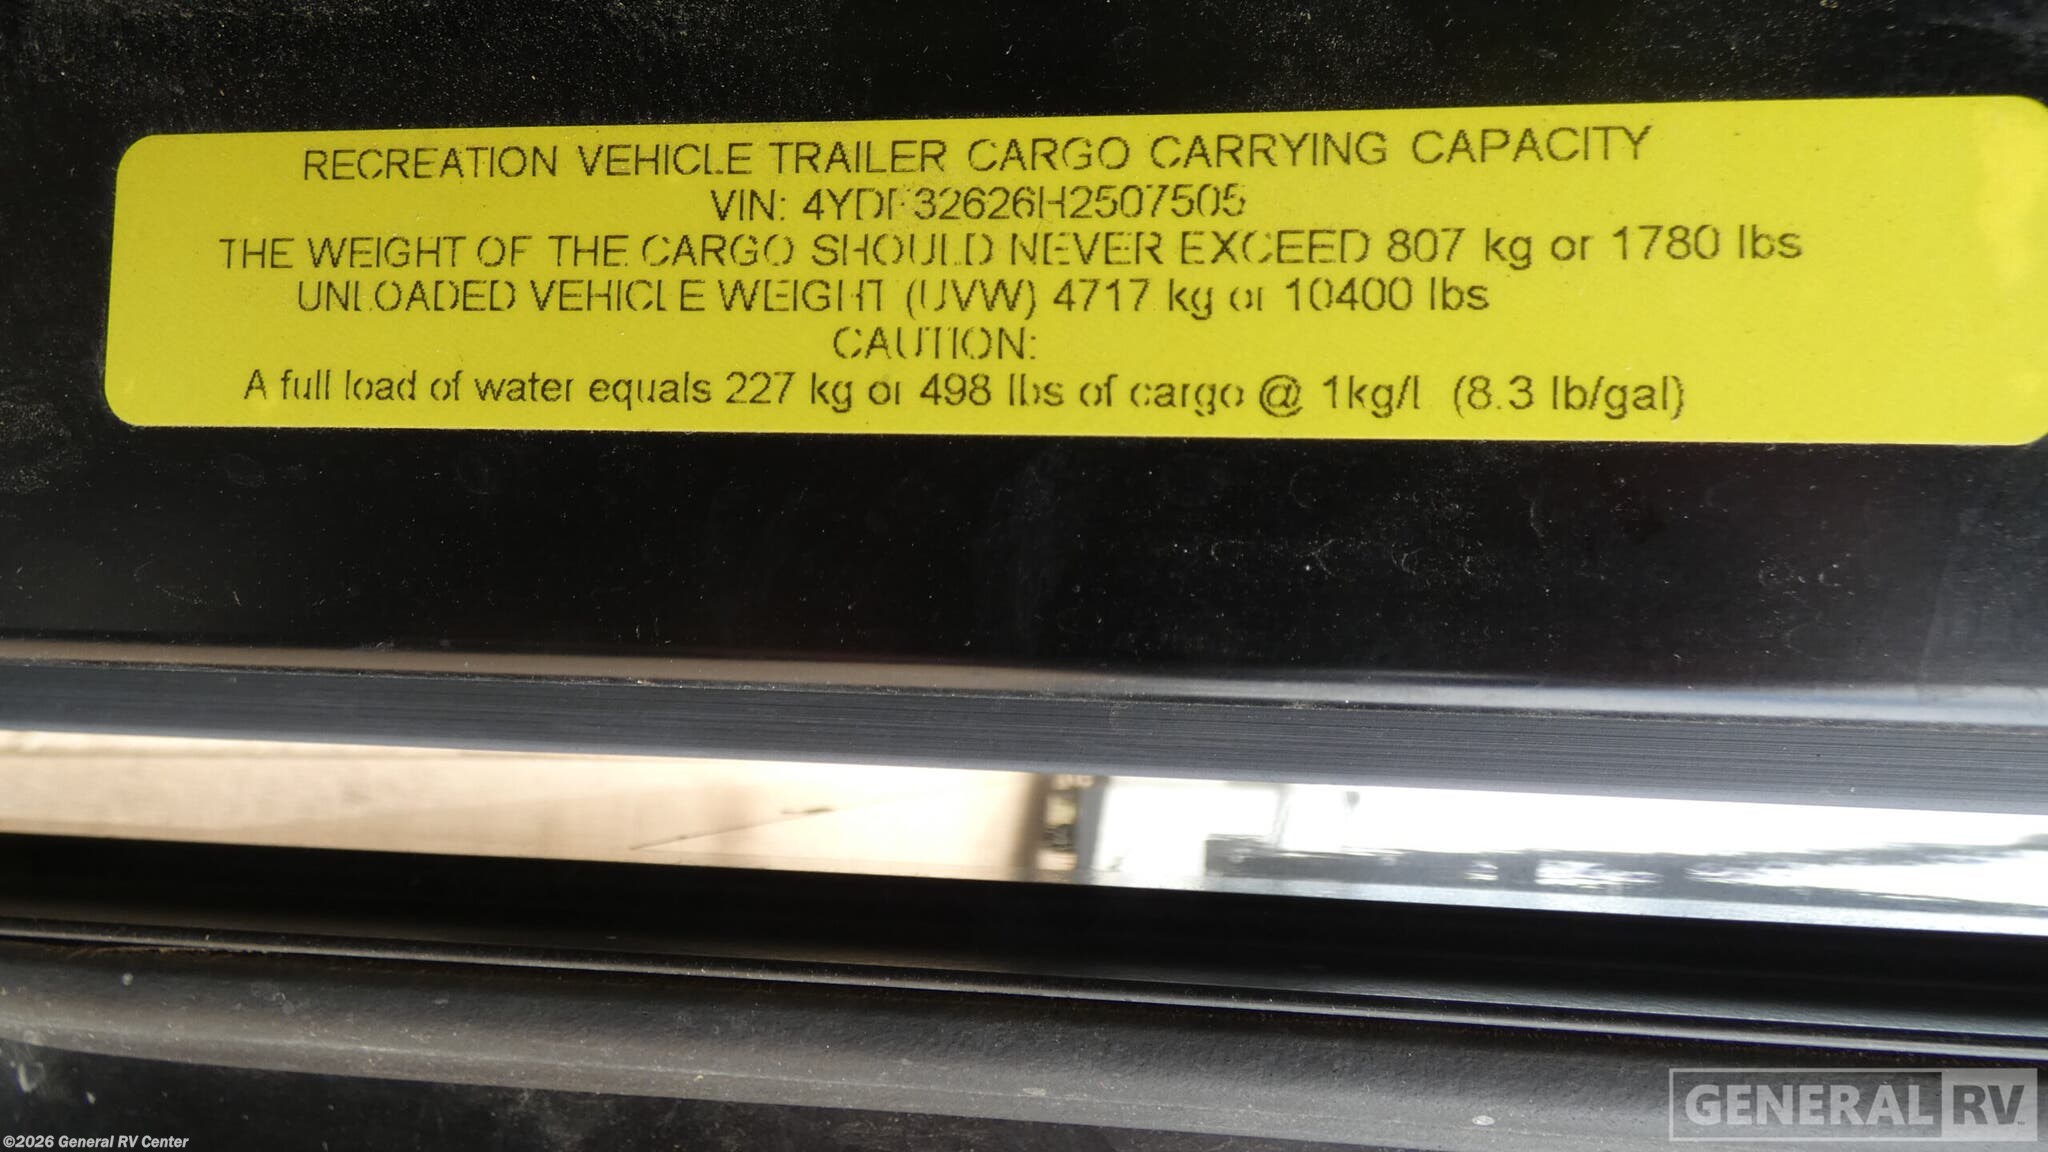 RECREATION VEHICLE TRAILER CARGO CARRYING CAPACITY
VIN: 4YDF32626H2507505
THE WEIGHT OF THE CARGO SHOULD NEVER EXCEED 807 kg or 1780 lbs
UNLOADED VEHICLE WEIGHT (UVW) 4717 kg or 10400 lbs
CAUTION:
A full load of water equals 227 kg or 498 lbs of cargo @ 1kg/l (8.3 lb/gal)
GENERAL RV
©2026 General RV Center